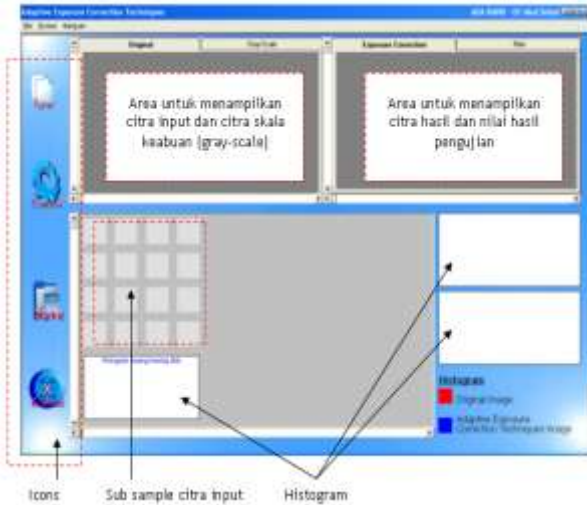 Adaptive Exposure Correction Techniques
Original
Gray Scale
Exposure Correction
Area untuk menampilkan
citra input dan citra skala
keabuan (gray-scale)
Area untuk menampilkan
citra hasil dan nilai hasil
pengujian
Histogram
Original Image
Adaptive Exposure
Correction Techniques Image
Icons
Sub sample citra input
Histogram